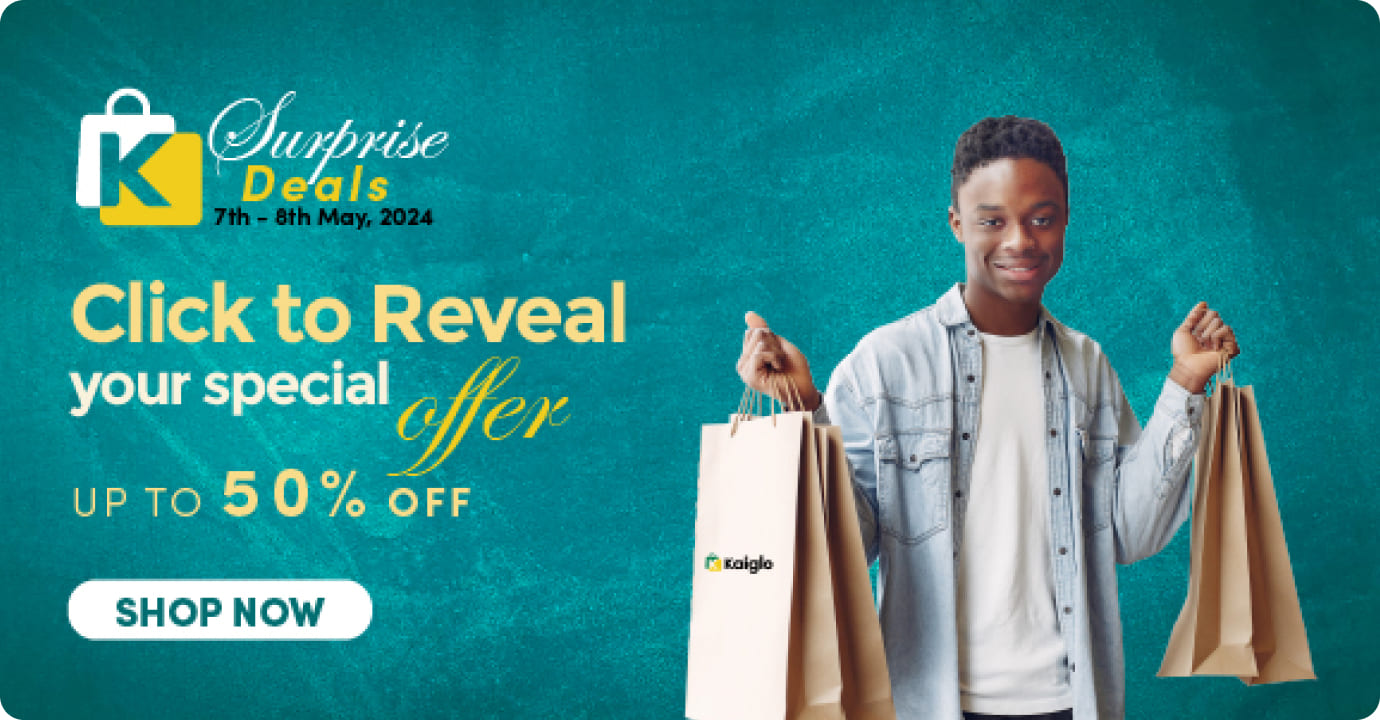 K
Surprise
Deals
7th - 8th May, 2024
Click to Reveal
your special offer
UP TO 50% OFF
SHOP NOW
Kaiglo